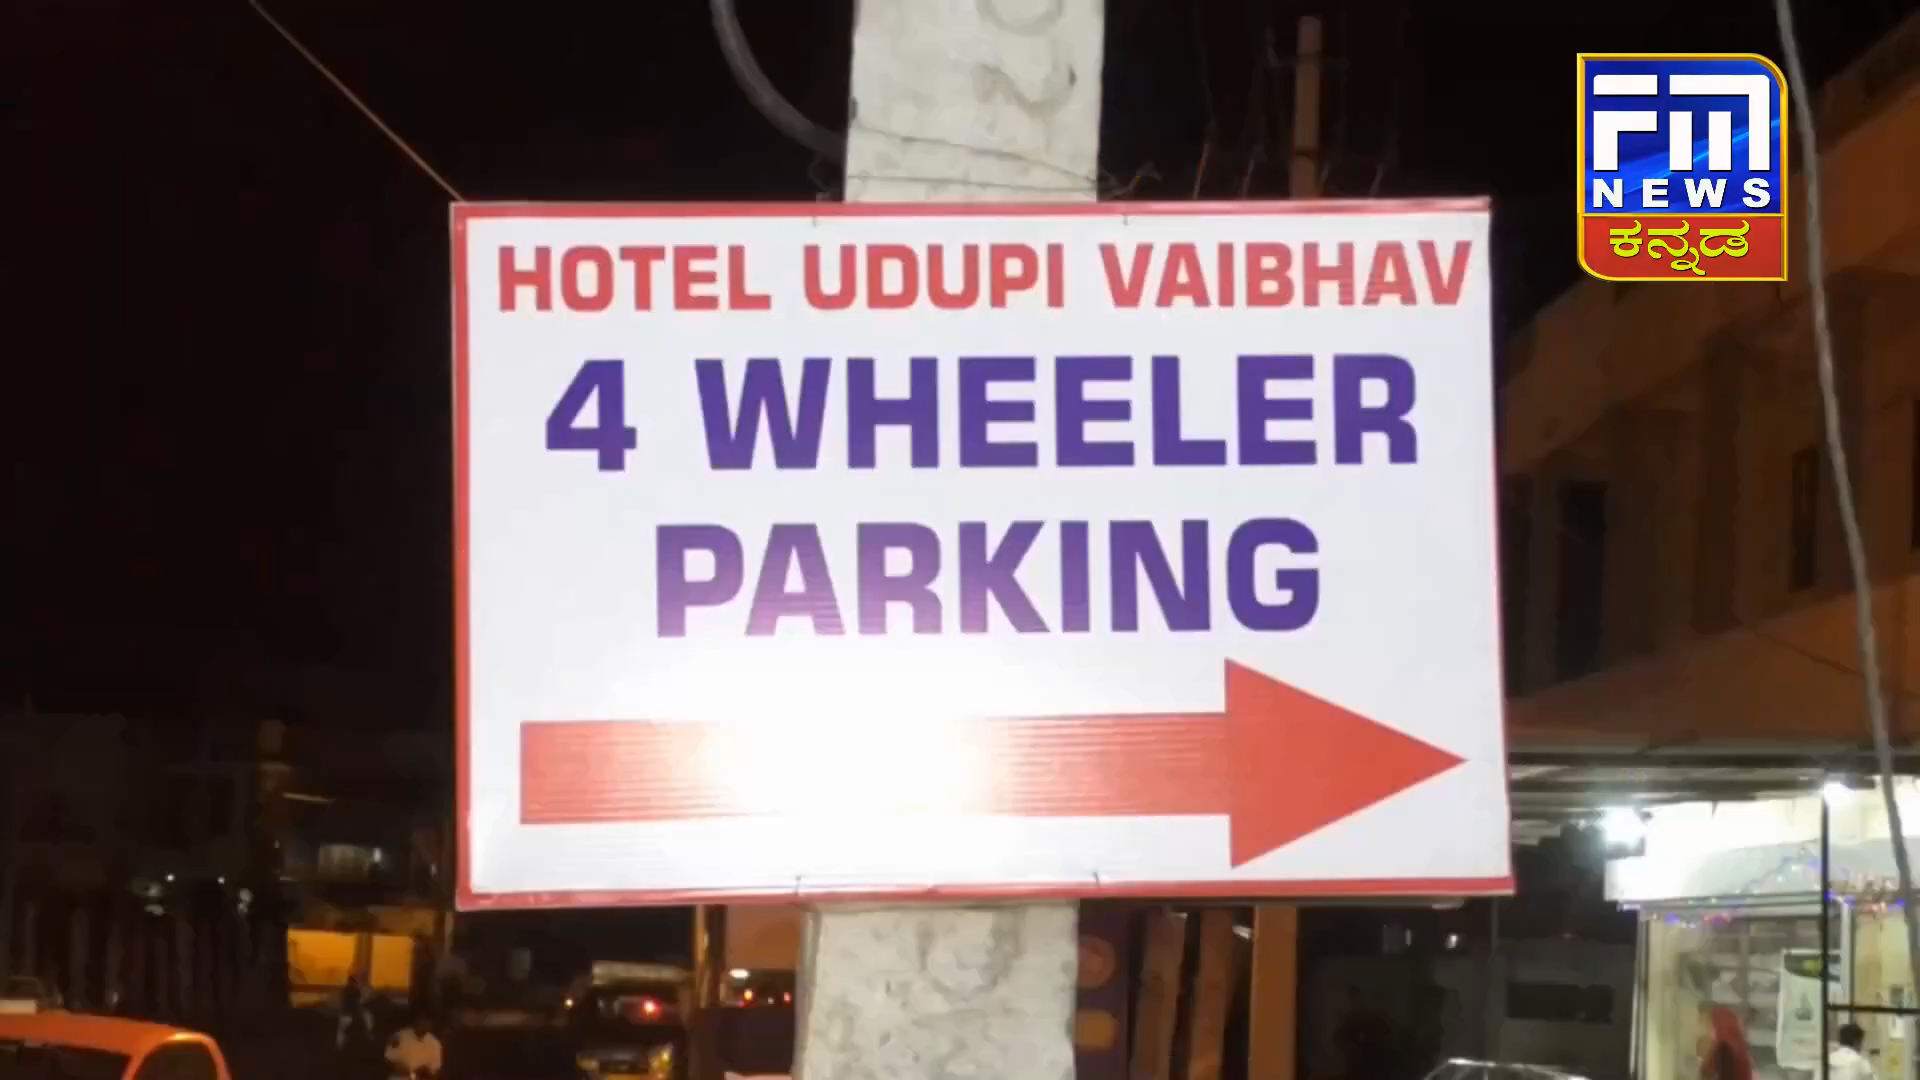 HOTEL UDUPI VAIBHAV
4 WHEELER
PARKING
FM
NEWS
ಕನ್ನಡ